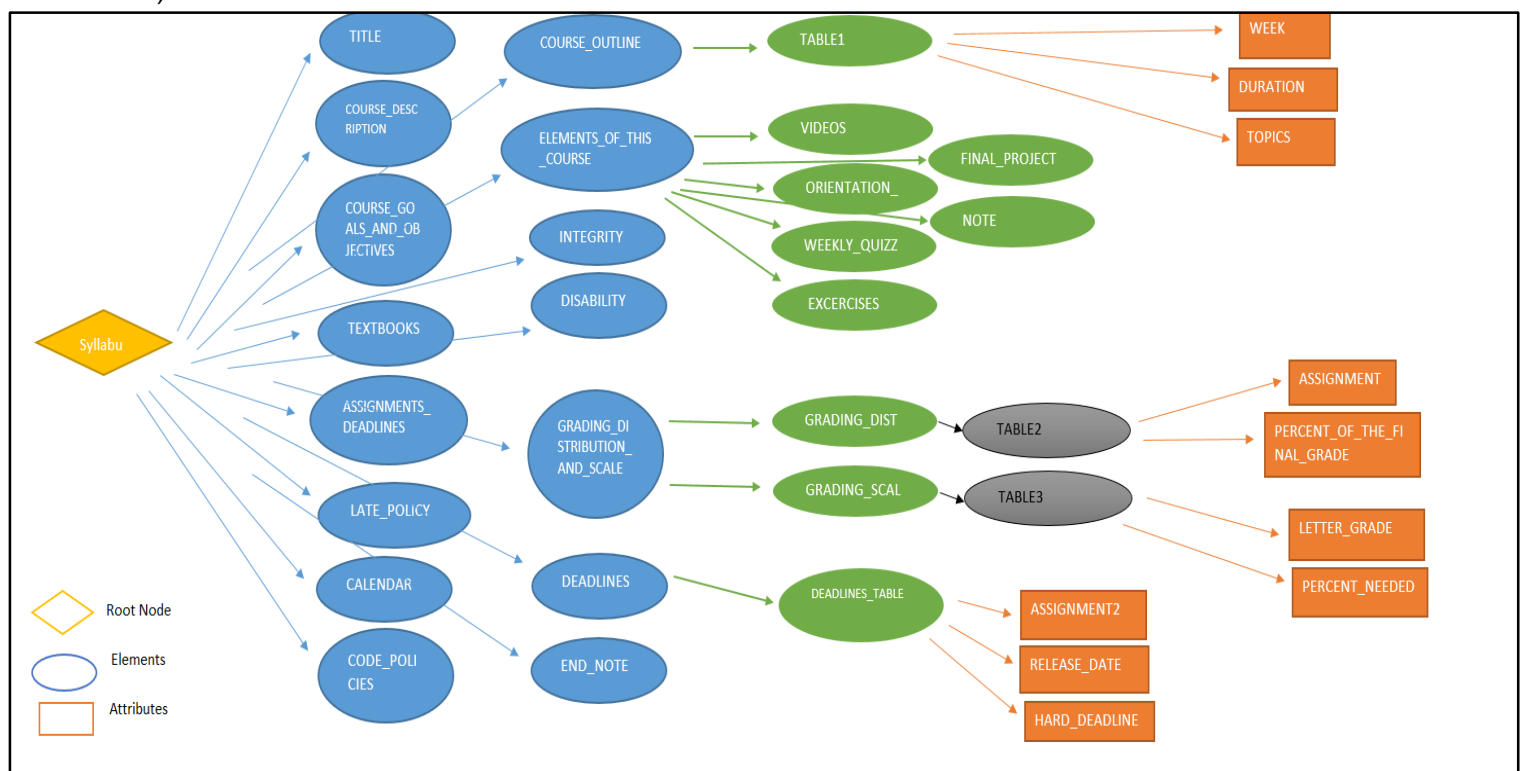 TITLE
COURSE_DESC
RIPTION
COURSE_GO
ALS_AND_OB
JECTIVES
TEXTBOOKS
ASSIGNMENTS_
DEADLINES
LATE_POLICY
CALENDAR
CODE_POLI
CIES
Syllabu
COURSE_OUTLINE
ELEMENTS_OF_THIS
_COURSE
INTEGRITY
DISABILITY
GRADING_DI
STRIBUTION_
AND_SCALE
DEADLINES
END_NOTE
TABLE1
VIDEOS
FINAL_PROJECT
ORIENTATION_
NOTE
WEEKLY_QUIZZ
EXCERCISES
GRADING_DIST
GRADING_SCAL
DEADLINES_TABLE
TABLE2
TABLE3
WEEK
DURATION
TOPICS
ASSIGNMENT
PERCENT_OF_THE_FI
NAL_GRADE
LETTER_GRADE
PERCENT_NEEDED
ASSIGNMENT2
RELEASE_DATE
HARD_DEADLINE
Root Node
Elements
Attributes